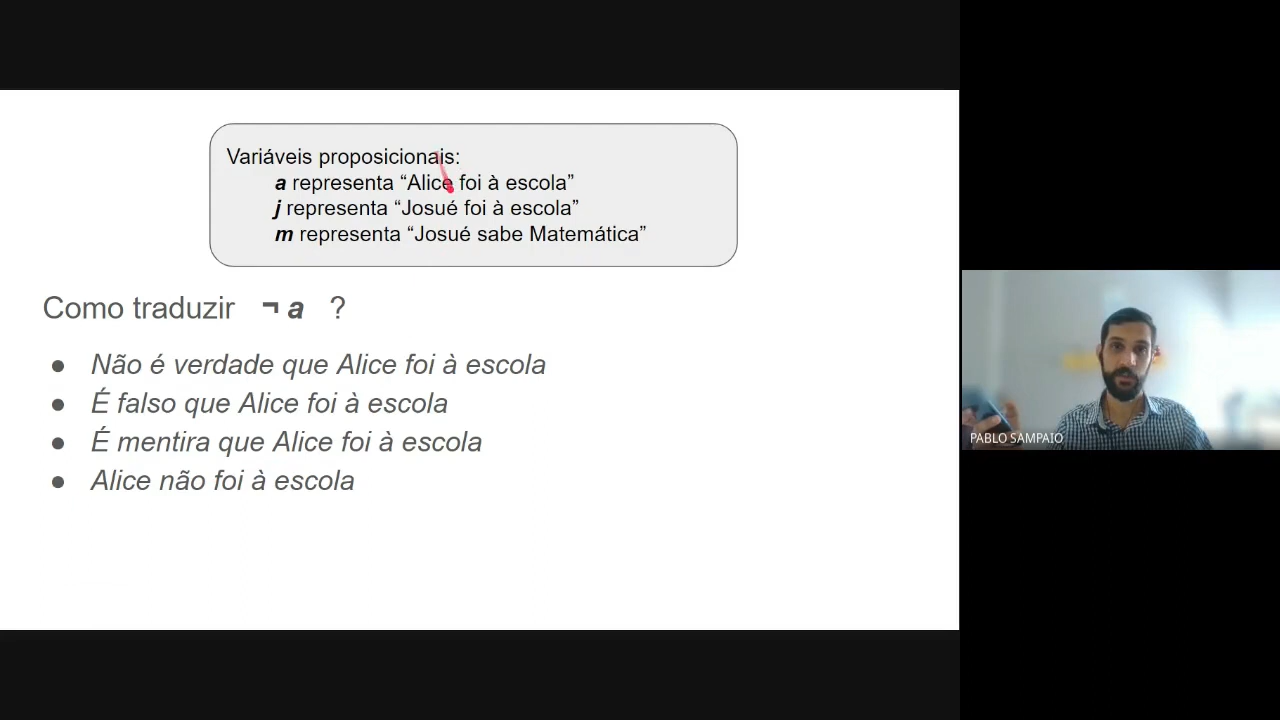 Variáveis proposicionais:
a representa “Alice foi à escola”
j representa “Josué foi à escola”
m representa “Josué sabe Matemática”
Como traduzir ¬ a ?
● Não é verdade que Alice foi à escola
● É falso que Alice foi à escola
● É mentira que Alice foi à escola
● Alice não foi à escola
PABLO SAMPAIO